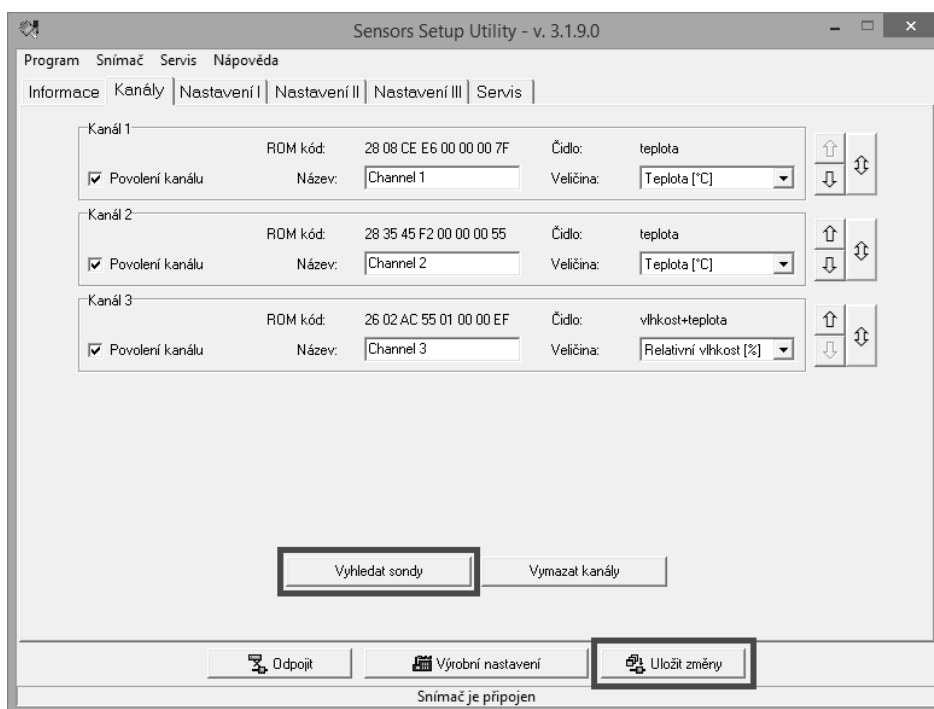 Sensors Setup Utility - v. 3.1.9.0
Program Snímač Servis Nápověda
Informace Kanály Nastavení I Nastavení II Nastavení III Servis
Kanál 1
ROM kód: 28 08 CE E6 00 00 00 7F Čidlo: teplota
Povolení kanálu Název: Channel 1 Veličina: Teplota [°C]
Kanál 2
ROM kód: 28 35 45 F2 00 00 00 55 Čidlo: teplota
Povolení kanálu Název: Channel 2 Veličina: Teplota [°C]
Kanál 3
ROM kód: 26 02 AC 55 01 00 00 EF Čidlo: vlhkost+teplota
Povolení kanálu Název: Channel 3 Veličina: Relativní vlhkost [%]
Vyhledat sondy Vymazat kanály
Odpojit Výrobní nastavení Uložit změny
Snímač je připojen